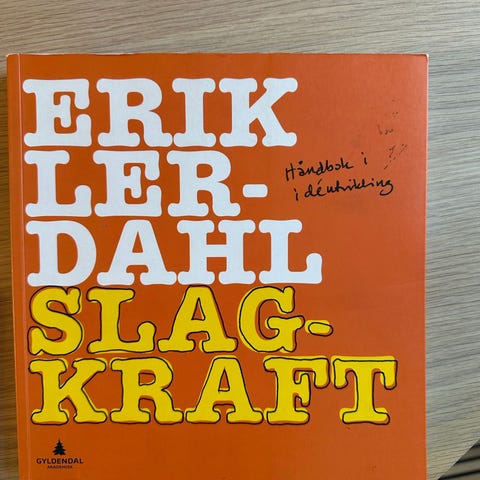 ERIK
LER-
DAHL
Håndbok i
idéutvikling
SLAG-
KRAFT
GYLDENDAL
AKADEMISK